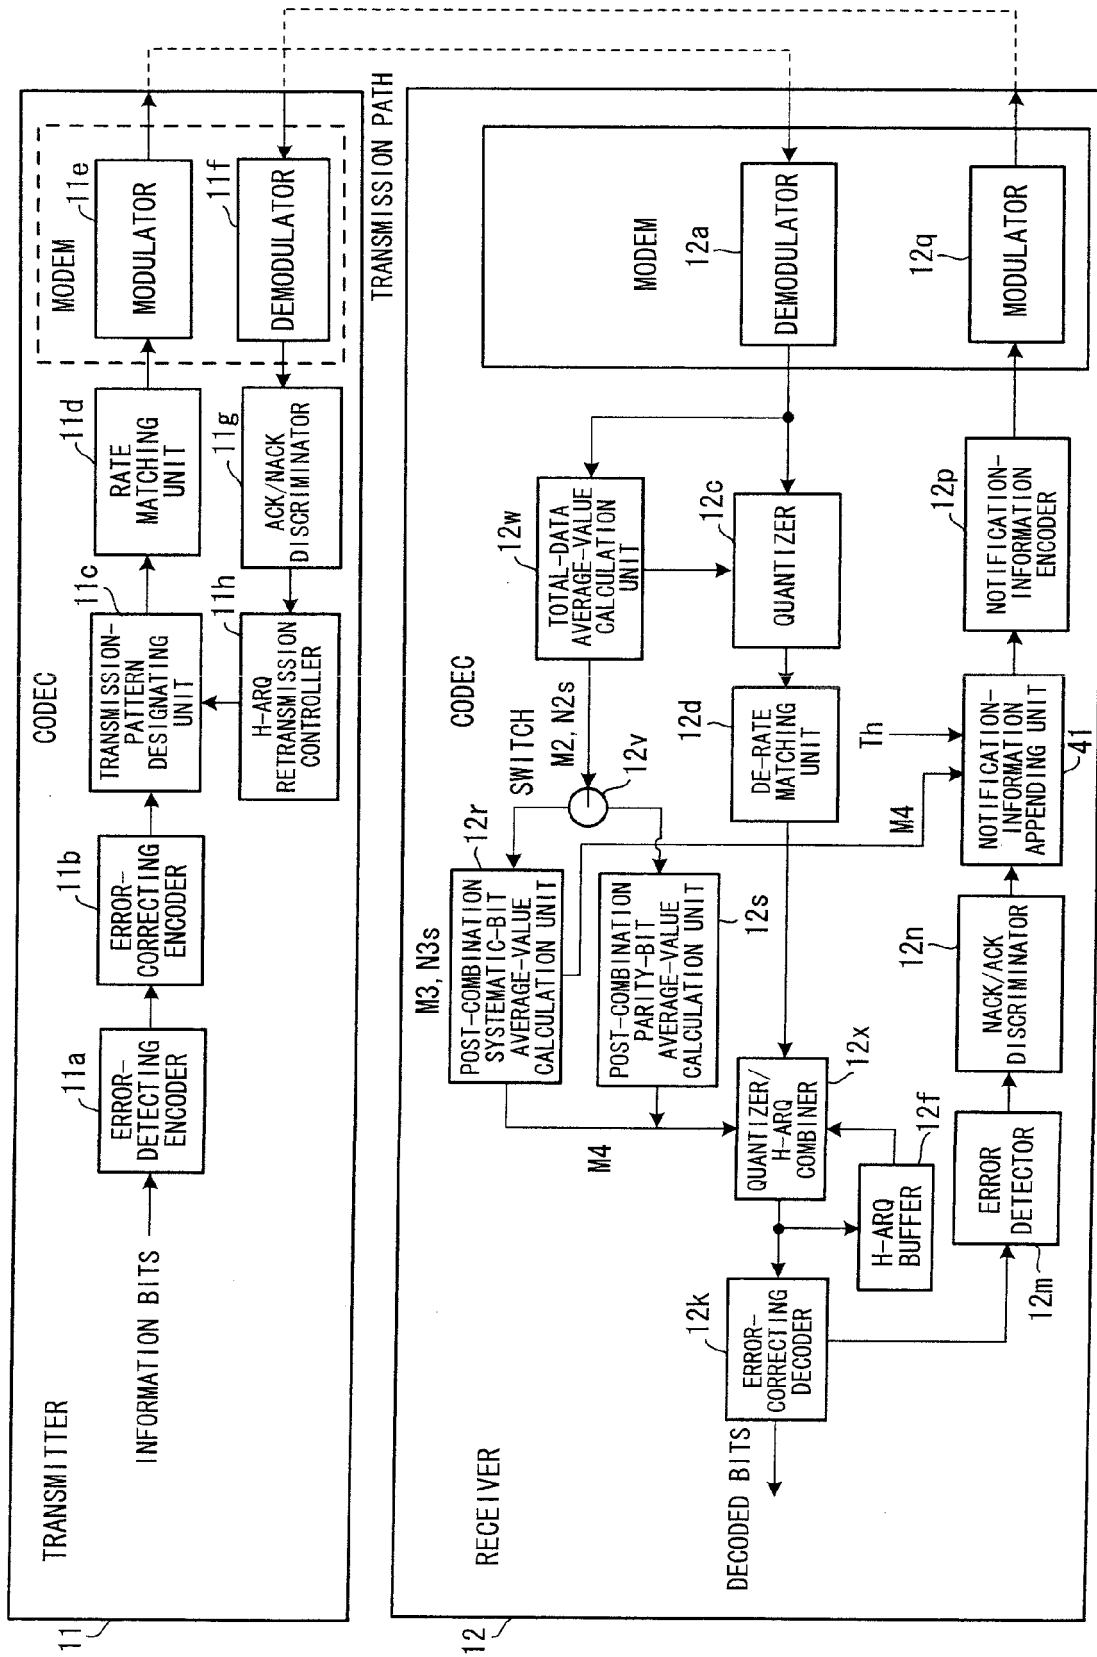 TRANSMITTER
11
CODEC
INFORMATION BITS
11a
ERROR-
DETECTING
ENCODER
11b
ERROR-
CORRECTING
ENCODER
11c
TRANSMISSION-
PATTERN
DESIGNATING
UNIT
11d
RATE
MATCHING
UNIT
MODEM
11e
MODULATOR
11f
DEMODULATOR
11g
ACK/NACK
DISCRIMINATOR
11h
H-ARQ
RETRANSMISSION
CONTROLLER
TRANSMISSION PATH
RECEIVER
12
CODEC
MODEM
12a
DEMODULATOR
12q
MODULATOR
12w
TOTAL-DATA
AVERAGE-VALUE
CALCULATION
UNIT
12c
QUANTIZER
12d
DE-RATE
MATCHING
UNIT
SWITCH
M2, N2s
12v
M3, N3s
12r
POST-COMBINATION
SYSTEMATIC-BIT
AVERAGE-VALUE
CALCULATION UNIT
12s
POST-COMBINATION
PARITY-BIT
AVERAGE-VALUE
CALCULATION UNIT
M4
12x
QUANTIZER/
H-ARQ
COMBINER
12f
H-ARQ
BUFFER
12k
ERROR-
CORRECTING
DECODER
DECODED BITS
12m
ERROR
DETECTOR
12n
NACK/ACK
DISCRIMINATOR
M4
Th
41
NOTIFICATION-
INFORMATION
APPENDING UNIT
12p
NOTIFICATION-
INFORMATION
ENCODER